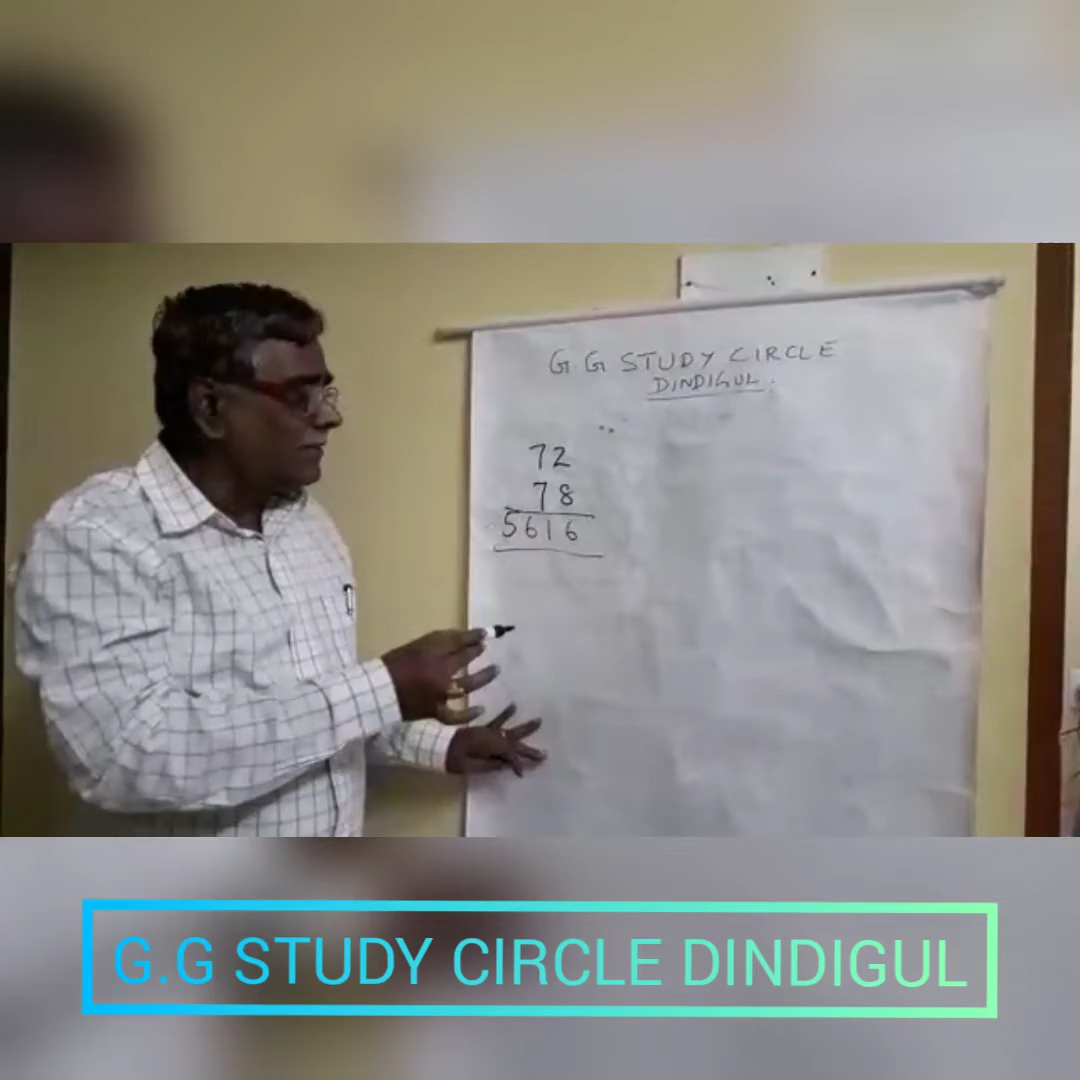 G. G STUDY CIRCLE
DINDIGUL.
72
78
5616
G.G STUDY CIRCLE DINDIGUL